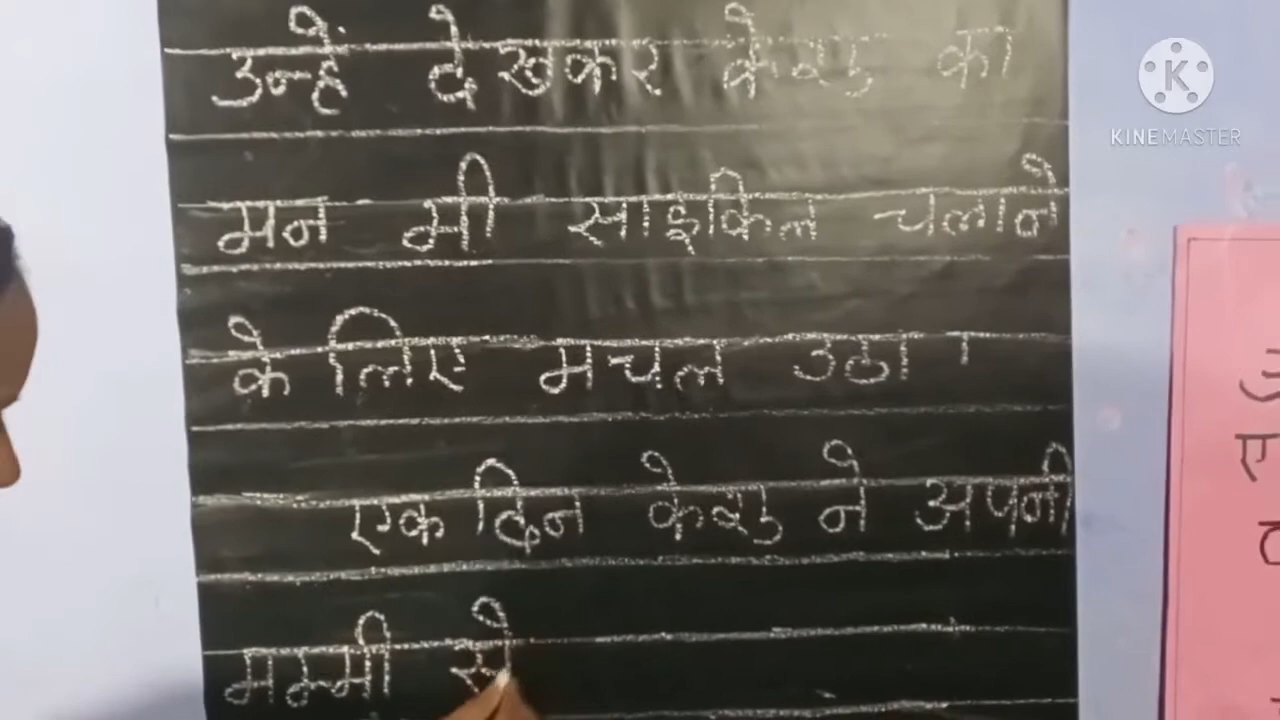 उन्हें देखकर केशु का
मन भी साइकिल चलाने
के लिए मचल उठा ।
एक दिन केशु ने अपनी
मम्मी से
KINEMASTER